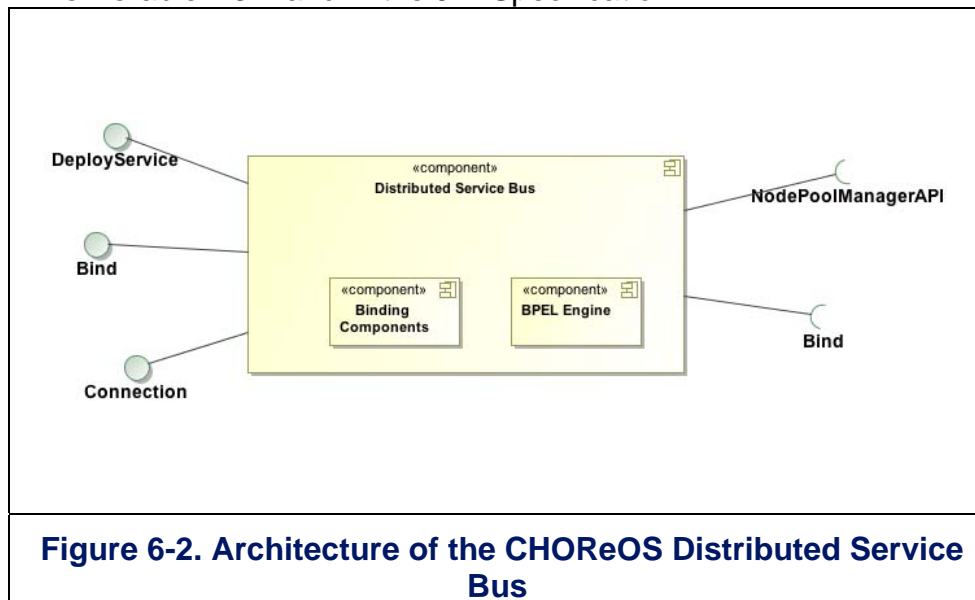 DeployService
Bind
Connection
«component»
Distributed Service Bus
«component»
Binding
Components
«component»
BPEL Engine
NodePoolManagerAPI
Bind
Figure 6-2. Architecture of the CHOReOS Distributed Service
Bus